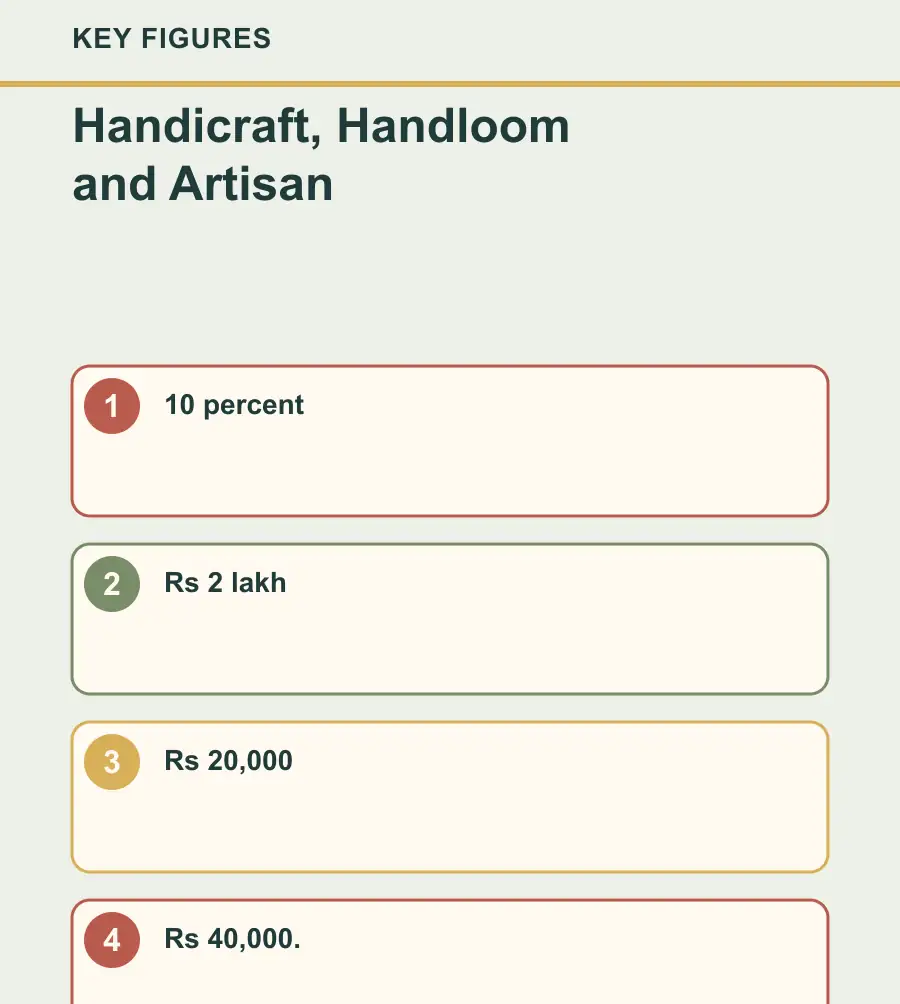 KEY FIGURES
Handicraft, Handloom
and Artisan
1 10 percent
2 Rs 2 lakh
3 Rs 20,000
4 Rs 40,000.